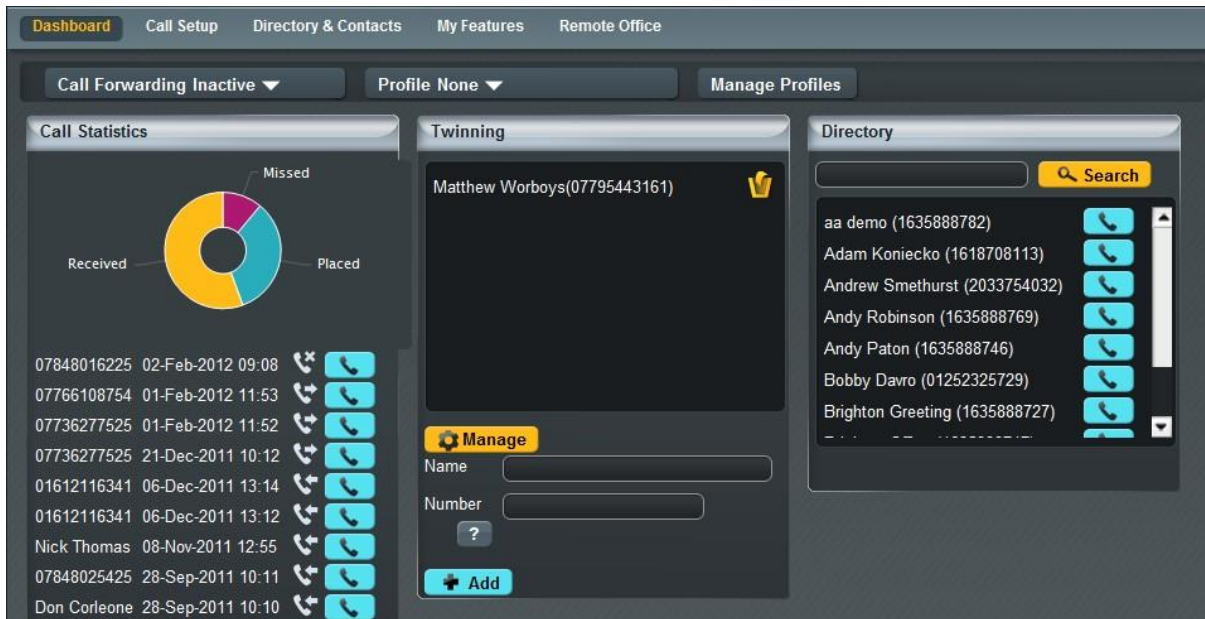 Dashboard Call Setup Directory & Contacts My Features Remote Office
Call Forwarding Inactive Profile None Manage Profiles
Call Statistics
Missed
Received
Placed
07848016225 02-Feb-2012 09:08
07766108754 01-Feb-2012 11:53
07736277525 01-Feb-2012 11:52
07736277525 21-Dec-2011 10:12
01612116341 06-Dec-2011 13:14
01612116341 06-Dec-2011 13:12
Nick Thomas 08-Nov-2011 12:55
07848025425 28-Sep-2011 10:11
Don Corleone 28-Sep-2011 10:10
Twinning
Matthew Worboys(07795443161)
Manage
Name
Number
?
Add
Directory
Search
aa demo (1635888782)
Adam Koniecko (1618708113)
Andrew Smethurst (2033754032)
Andy Robinson (1635888769)
Andy Paton (1635888746)
Bobby Davro (01252325729)
Brighton Greeting (1635888727)